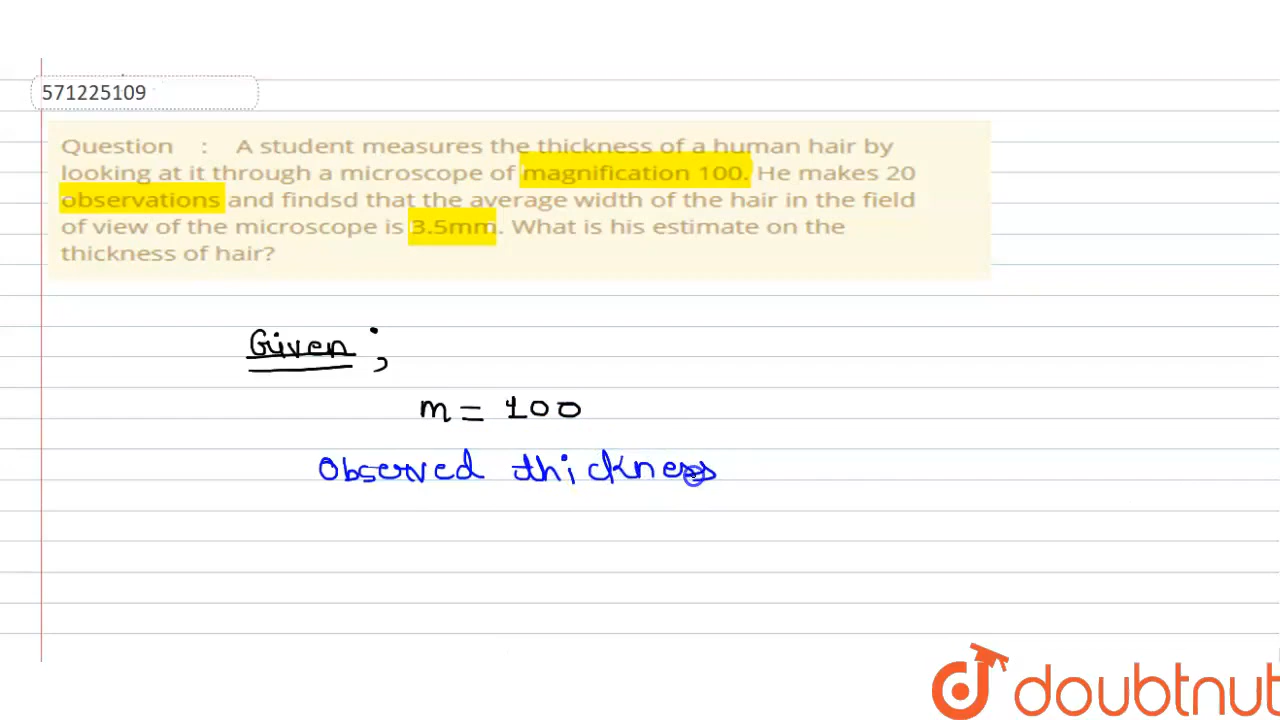 571225109
Question : A student measures the thickness of a human hair by
looking at it through a microscope of magnification 100. He makes 20
observations and findsd that the average width of the hair in the field
of view of the microscope is 3.5mm. What is his estimate on the
thickness of hair?
Given ;
m = 100
Observed thickness
doubtnut